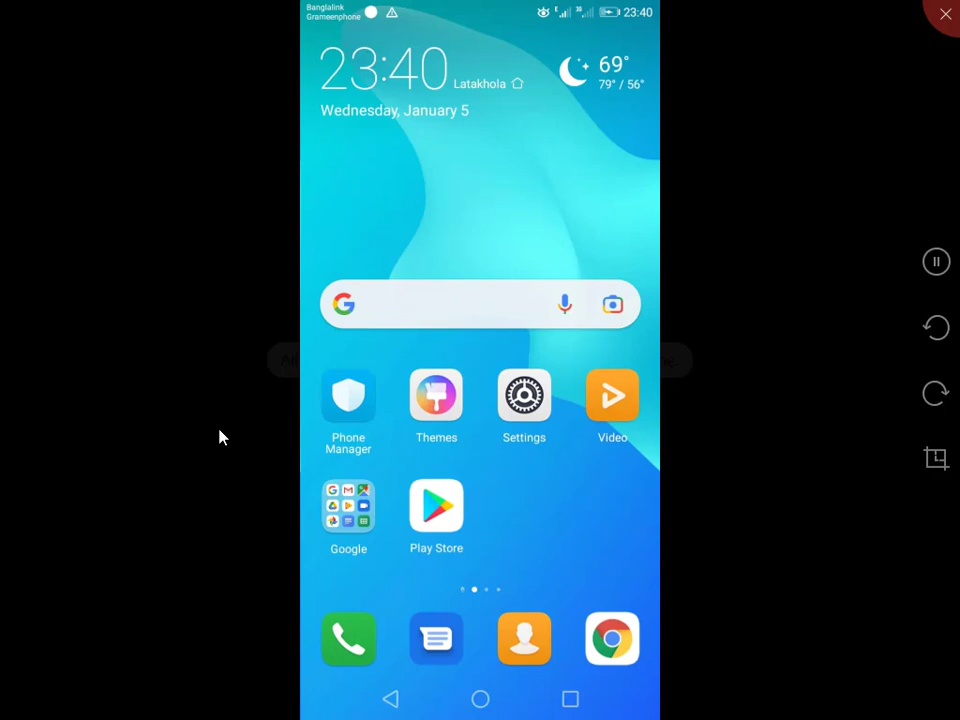 Banglalink
Grameenphone
23:40
23:40
Latakhola
69°
79° / 56°
Wednesday, January 5
Phone
Manager
Themes
Settings
Video
Google
Play Store